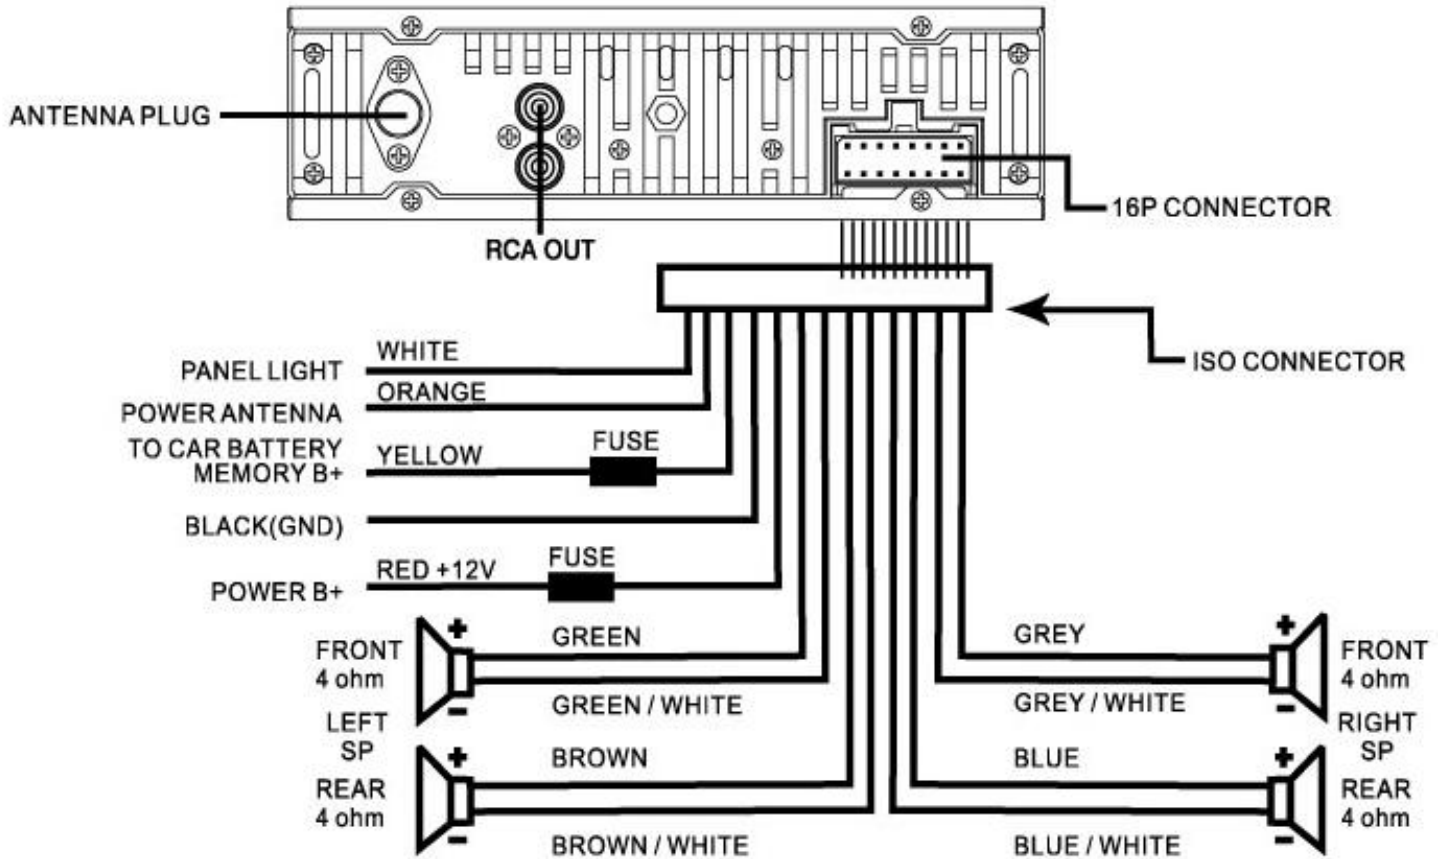 ANTENNA PLUG
RCA OUT
16P CONNECTOR
ISO CONNECTOR
PANEL LIGHT
WHITE
POWER ANTENNA
ORANGE
TO CAR BATTERY
MEMORY B+
YELLOW
FUSE
BLACK(GND)
POWER B+
RED +12V
FUSE
FRONT
4 ohm
+
-
GREEN
GREEN / WHITE
LEFT
SP
REAR
4 ohm
+
-
BROWN
BROWN / WHITE
GREY
GREY / WHITE
+
-
FRONT
4 ohm
RIGHT
SP
BLUE
BLUE / WHITE
+
-
REAR
4 ohm